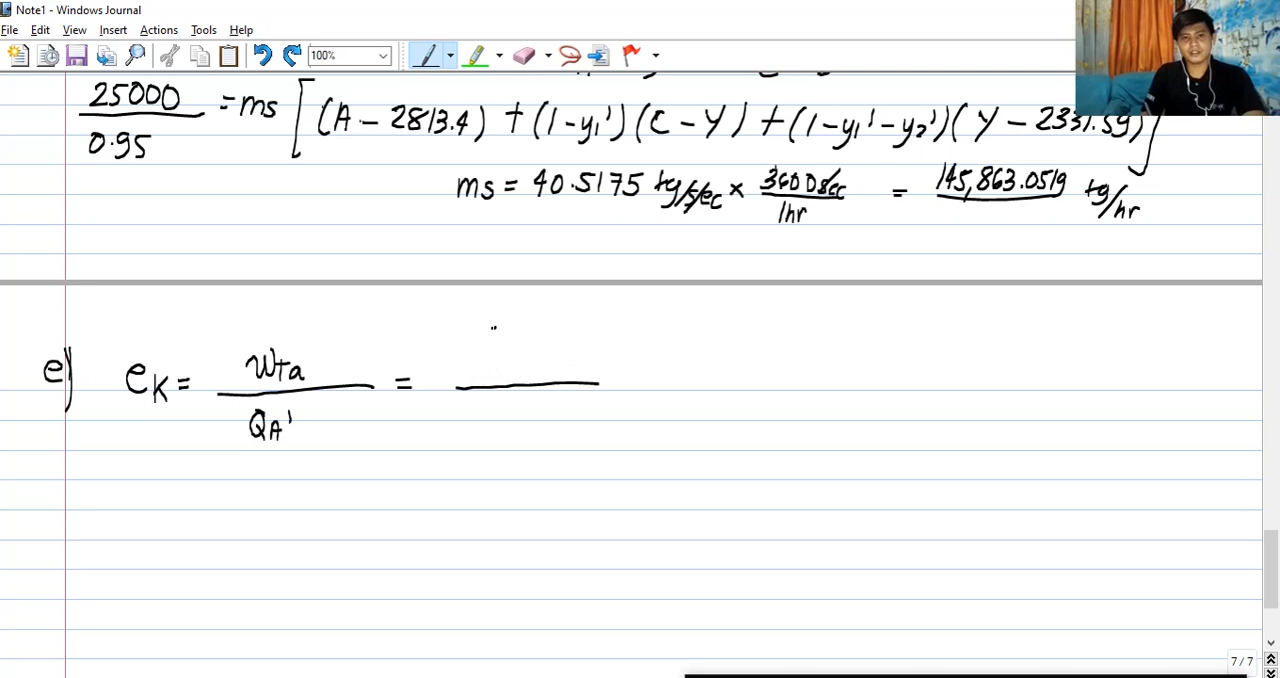 Note1 - Windows Journal
File Edit View Insert Actions Tools Help
100%
25000 / 0.95 = ms [(A - 2813.4) + (1-y1')(C - Y) + (1-y1'-y2')(Y - 2331.59)]
ms = 40.5175 kg/sec × 3600sec / 1hr = 145,863.0519 kg/hr
e) eK = WTa / QA' =
7 / 7